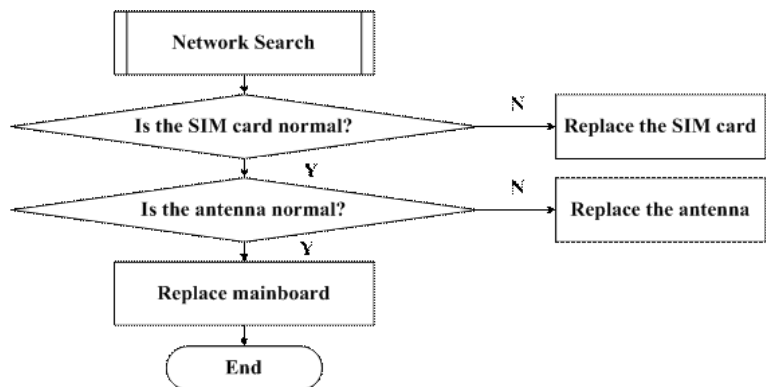 Network Search
Is the SIM card normal?
N
Replace the SIM card
Y
Is the antenna normal?
N
Replace the antenna
Y
Replace mainboard
End